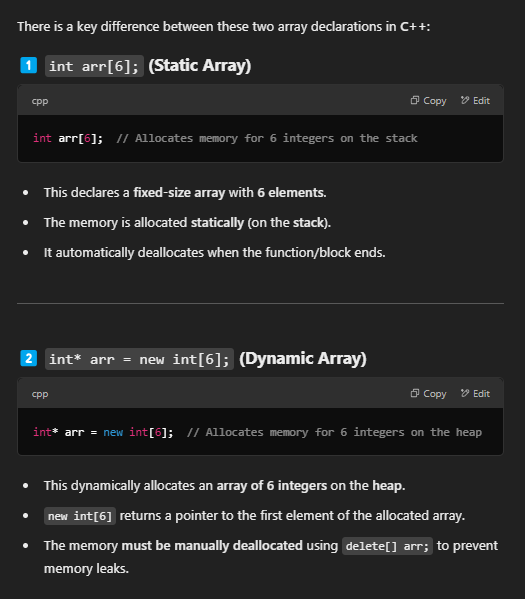 There is a key difference between these two array declarations in C++:
1 int arr[6]; (Static Array)
cpp Copy Edit
int arr[6]; // Allocates memory for 6 integers on the stack
• This declares a fixed-size array with 6 elements.
• The memory is allocated statically (on the stack).
• It automatically deallocates when the function/block ends.
2 int* arr = new int[6]; (Dynamic Array)
cpp Copy Edit
int* arr = new int[6]; // Allocates memory for 6 integers on the heap
• This dynamically allocates an array of 6 integers on the heap.
• new int[6] returns a pointer to the first element of the allocated array.
• The memory must be manually deallocated using delete[] arr; to prevent
memory leaks.